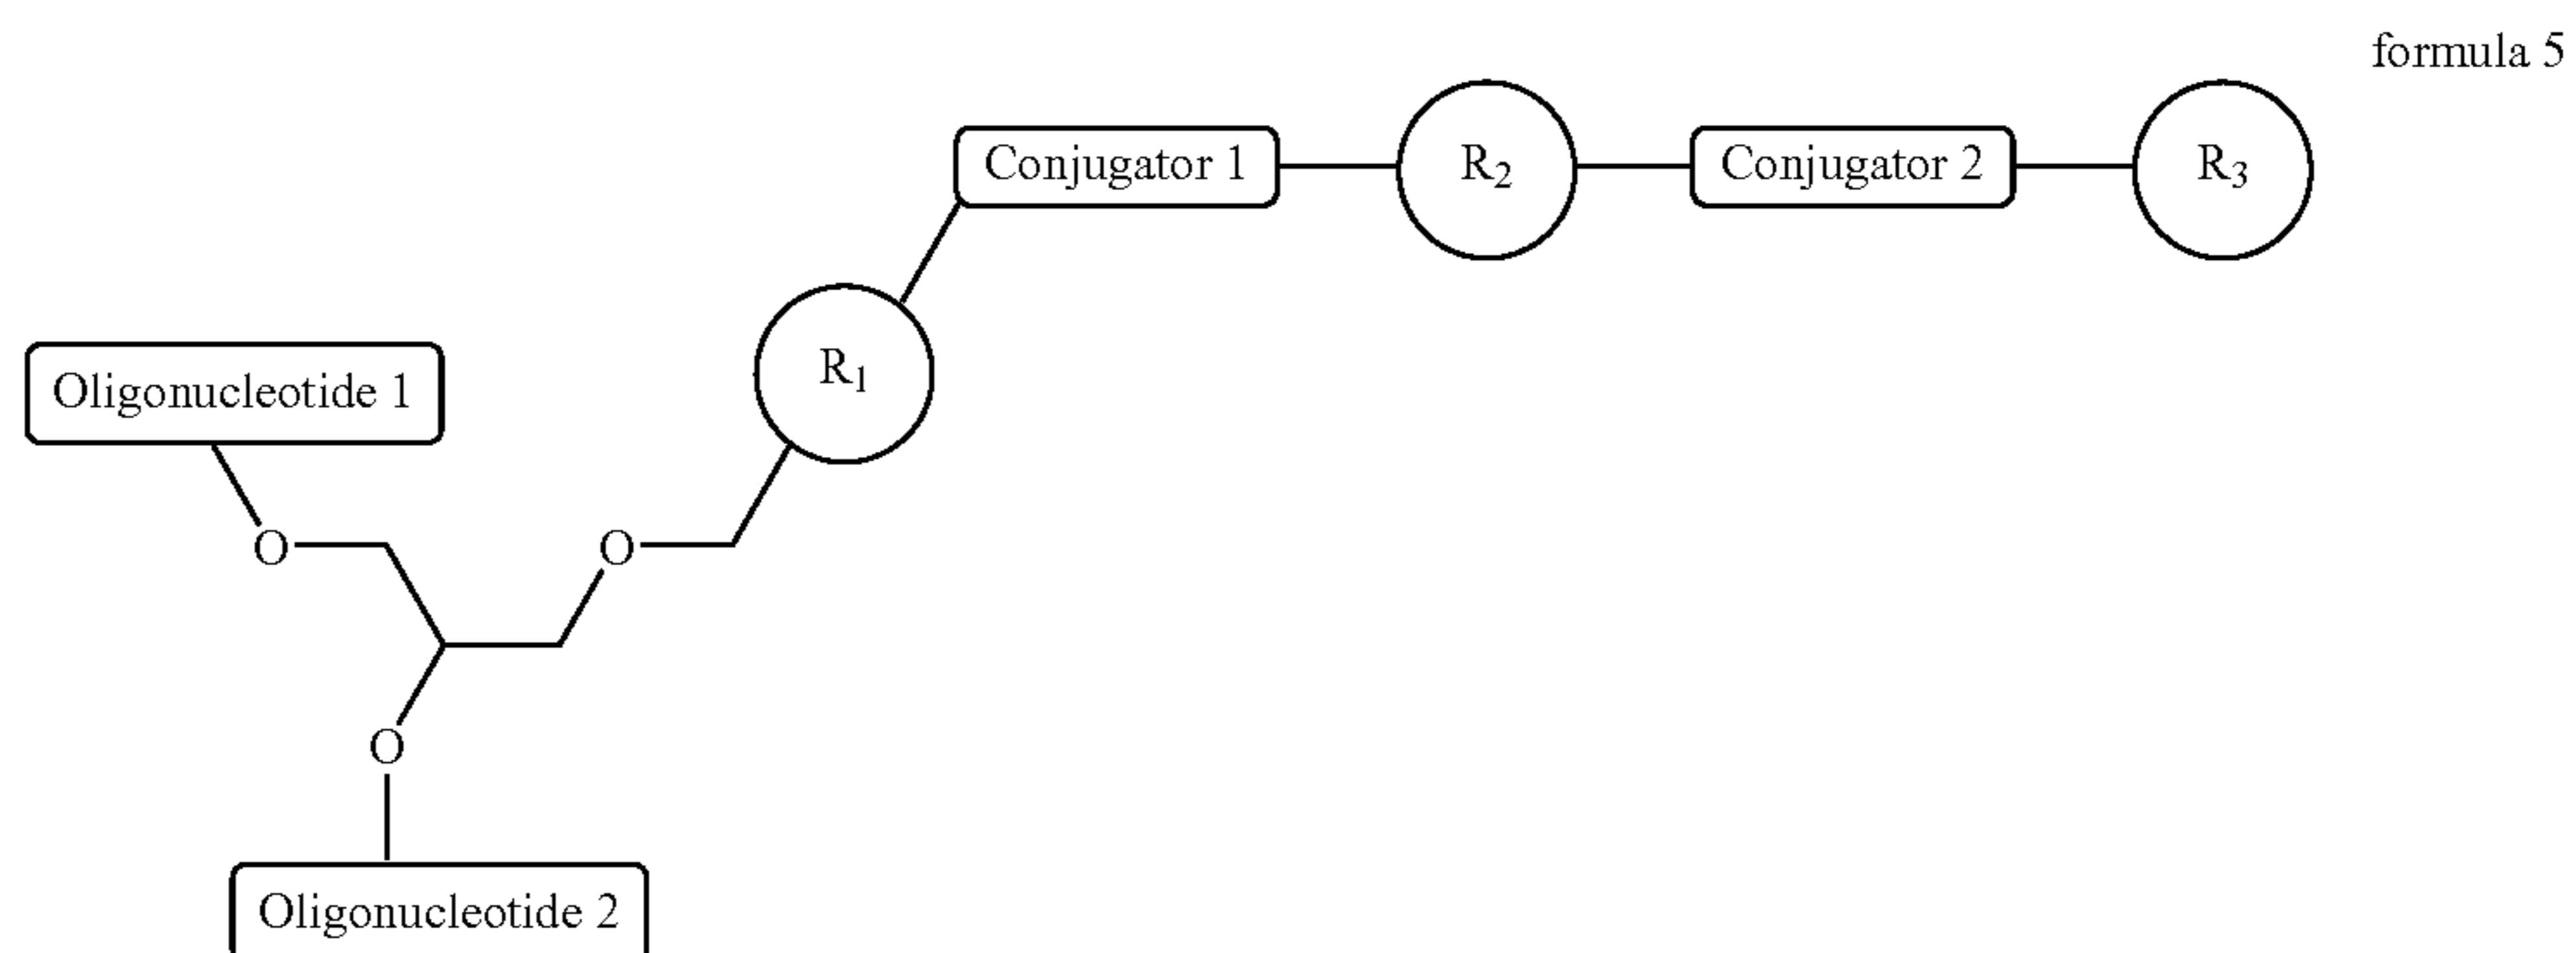 formula 5
Conjugator 1
R₂
Conjugator 2
R₃
R₁
Oligonucleotide 1
O
O
O
Oligonucleotide 2